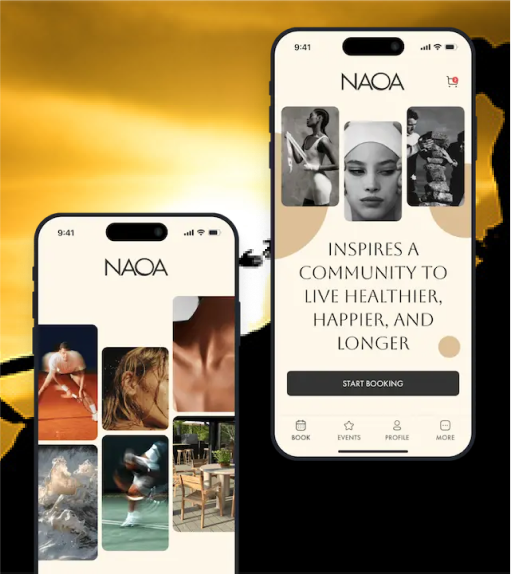 9:41
NAOA
INSPIRES A
COMMUNITY TO
LIVE HEALTHIER,
HAPPIER, AND
LONGER
START BOOKING
BOOK EVENTS PROFILE MORE
9:41
NAOA